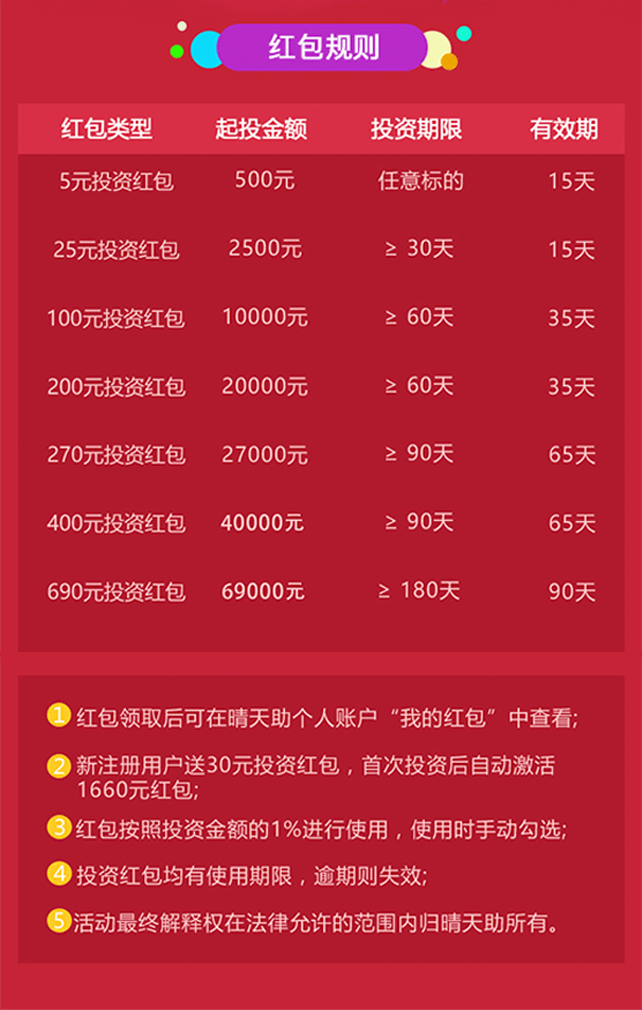 红包规则
红包类型 起投金额 投资期限 有效期
5元投资红包 500元 任意标的 15天
25元投资红包 2500元 ≥ 30天 15天
100元投资红包 10000元 ≥ 60天 35天
200元投资红包 20000元 ≥ 60天 35天
270元投资红包 27000元 ≥ 90天 65天
400元投资红包 40000元 ≥ 90天 65天
690元投资红包 69000元 ≥ 180天 90天
1 红包领取后可在晴天助个人账户“我的红包”中查看;
2 新注册用户送30元投资红包，首次投资后自动激活
1660元红包;
3 红包按照投资金额的1%进行使用，使用时手动勾选;
4 投资红包均有使用期限，逾期则失效;
5 活动最终解释权在法律允许的范围内归晴天助所有。